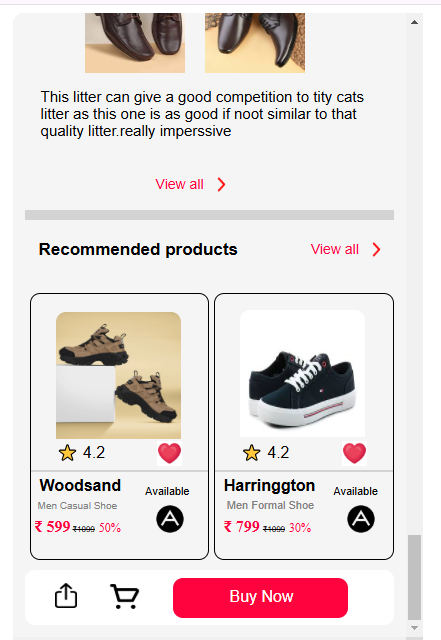 This litter can give a good competition to tity cats
litter as this one is as good if noot similar to that
quality litter.really imperssive
View all
Recommended products
View all
4.2
4.2
Woodsand
Available
Men Casual Shoe
₹ 599 ₹1099 50%
Harringgton
Available
Men Formal Shoe
₹ 799 ₹1099 30%
Buy Now